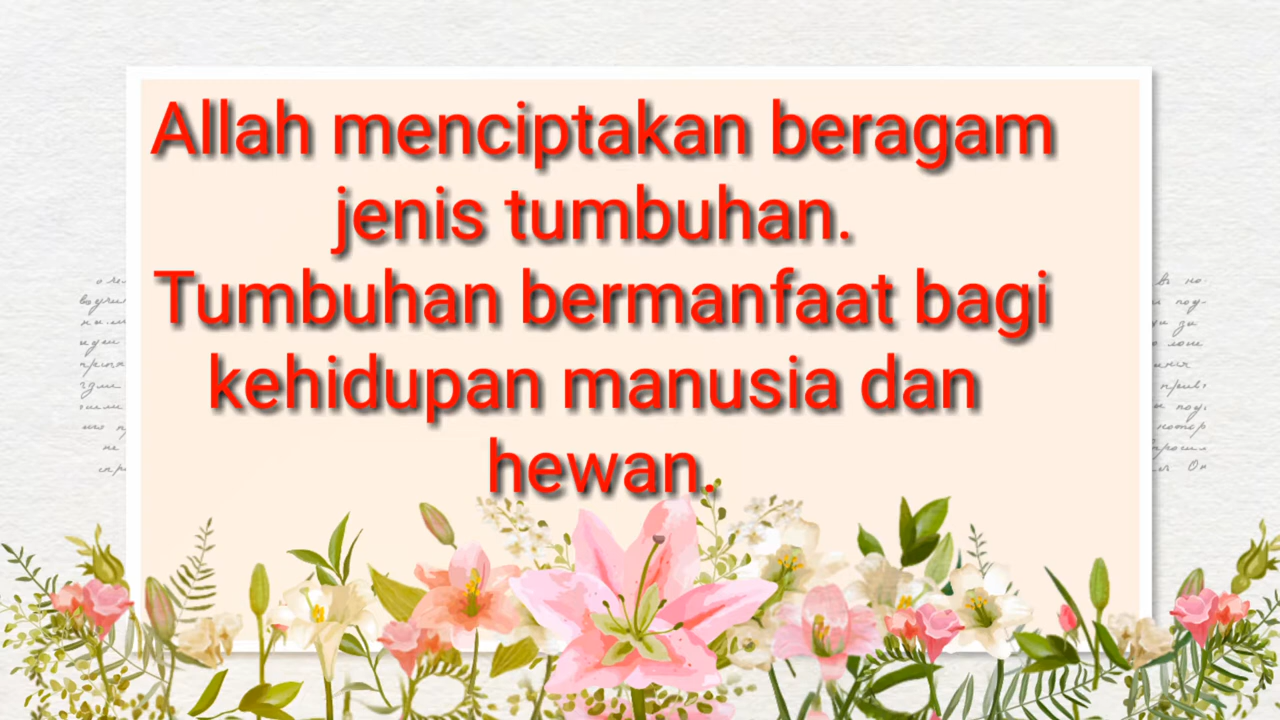 Allah menciptakan beragam
jenis tumbuhan.
Tumbuhan bermanfaat bagi
kehidupan manusia dan
hewan.